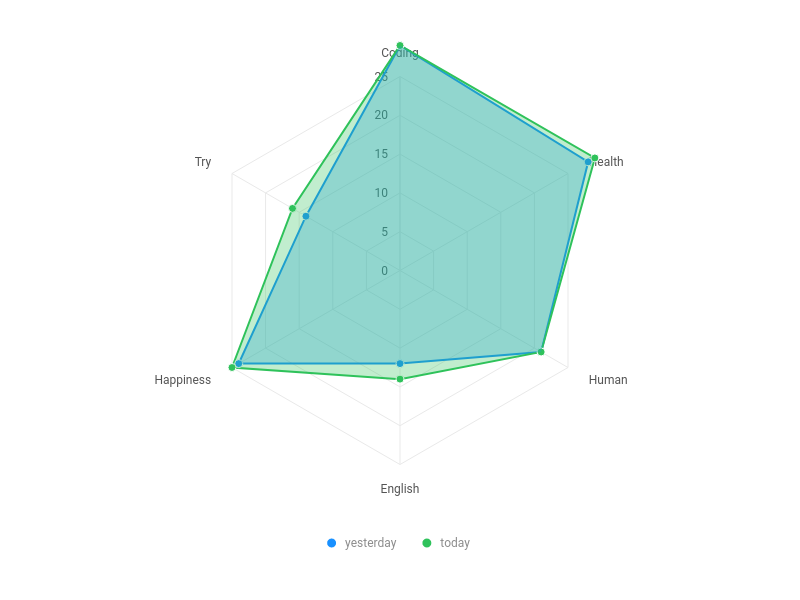 Coding
25
20
Try
15
Health
10
5
0
Happiness
Human
English
yesterday
today